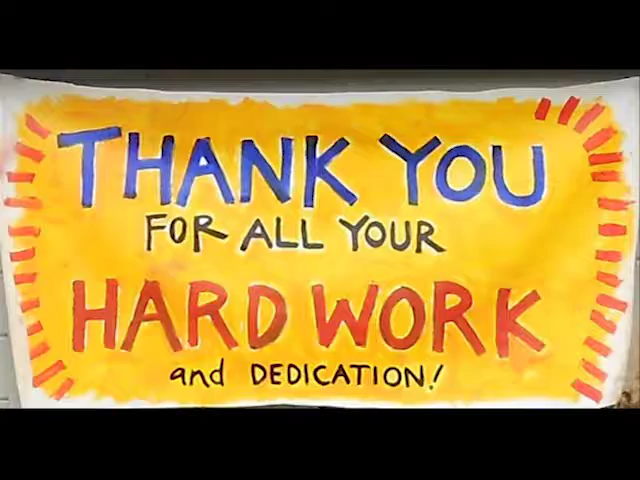 THANK YOU
FOR ALL YOUR
HARD WORK
and DEDICATION!